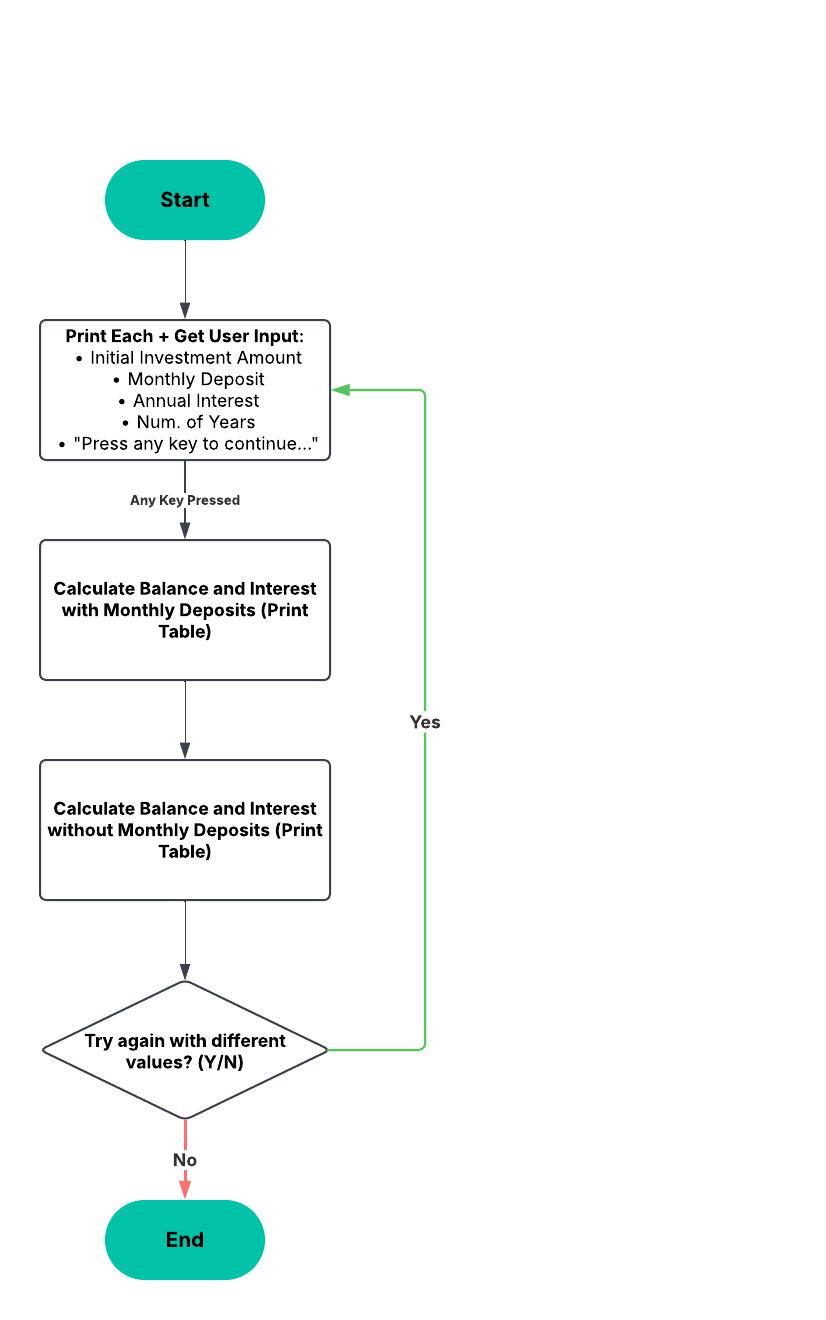 Start
Print Each + Get User Input:
• Initial Investment Amount
• Monthly Deposit
• Annual Interest
• Num. of Years
• "Press any key to continue..."
Any Key Pressed
Calculate Balance and Interest
with Monthly Deposits (Print
Table)
Yes
Calculate Balance and Interest
without Monthly Deposits (Print
Table)
Try again with different
values? (Y/N)
No
End